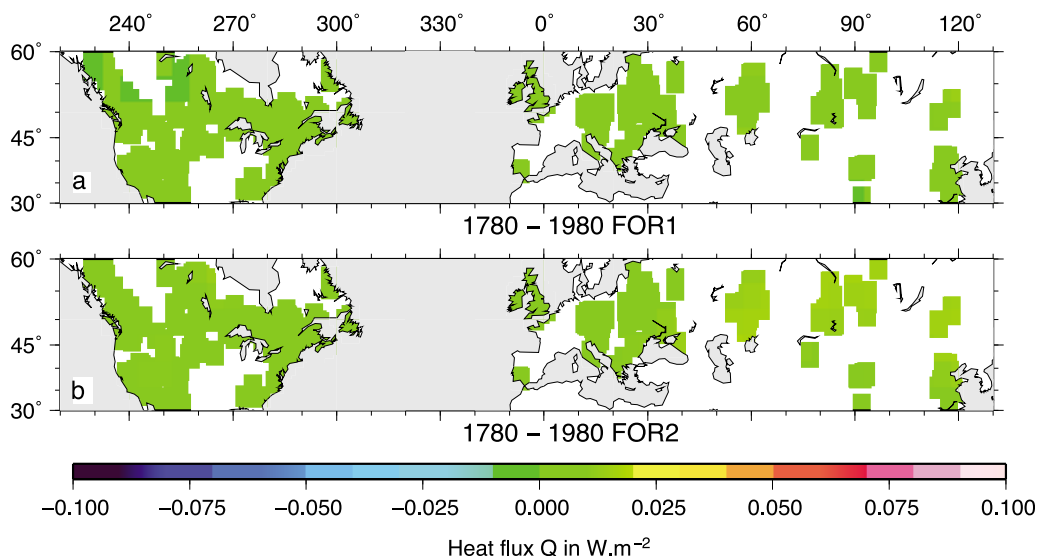 240° 270° 300° 330° 0° 30° 60° 90° 120°
60°
45°
30°
a
1780 − 1980 FOR1
60°
45°
30°
b
1780 − 1980 FOR2
−0.100 −0.075 −0.050 −0.025 0.000 0.025 0.050 0.075 0.100
Heat flux Q in W.m⁻²